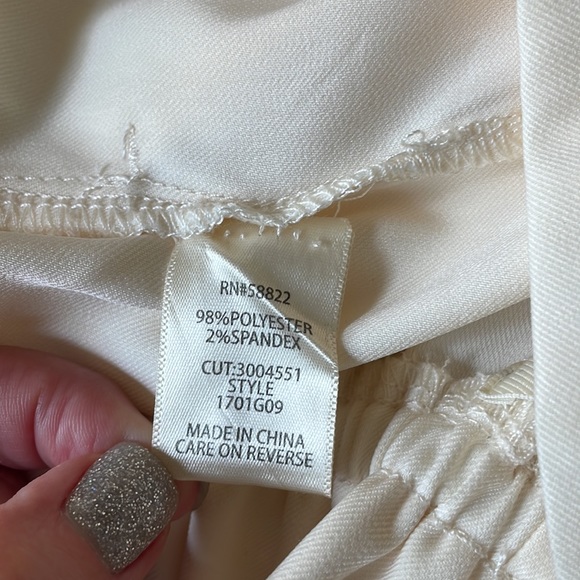 RN#58822
98%POLYESTER
2%SPANDEX
CUT:3004551
STYLE
1701G09
MADE IN CHINA
CARE ON REVERSE